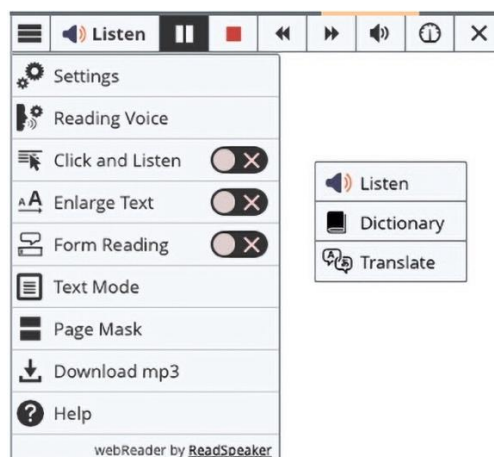 Listen
Settings
Reading Voice
Click and Listen
Enlarge Text
Form Reading
Text Mode
Page Mask
Download mp3
Help
webReader by ReadSpeaker
Listen
Dictionary
Translate